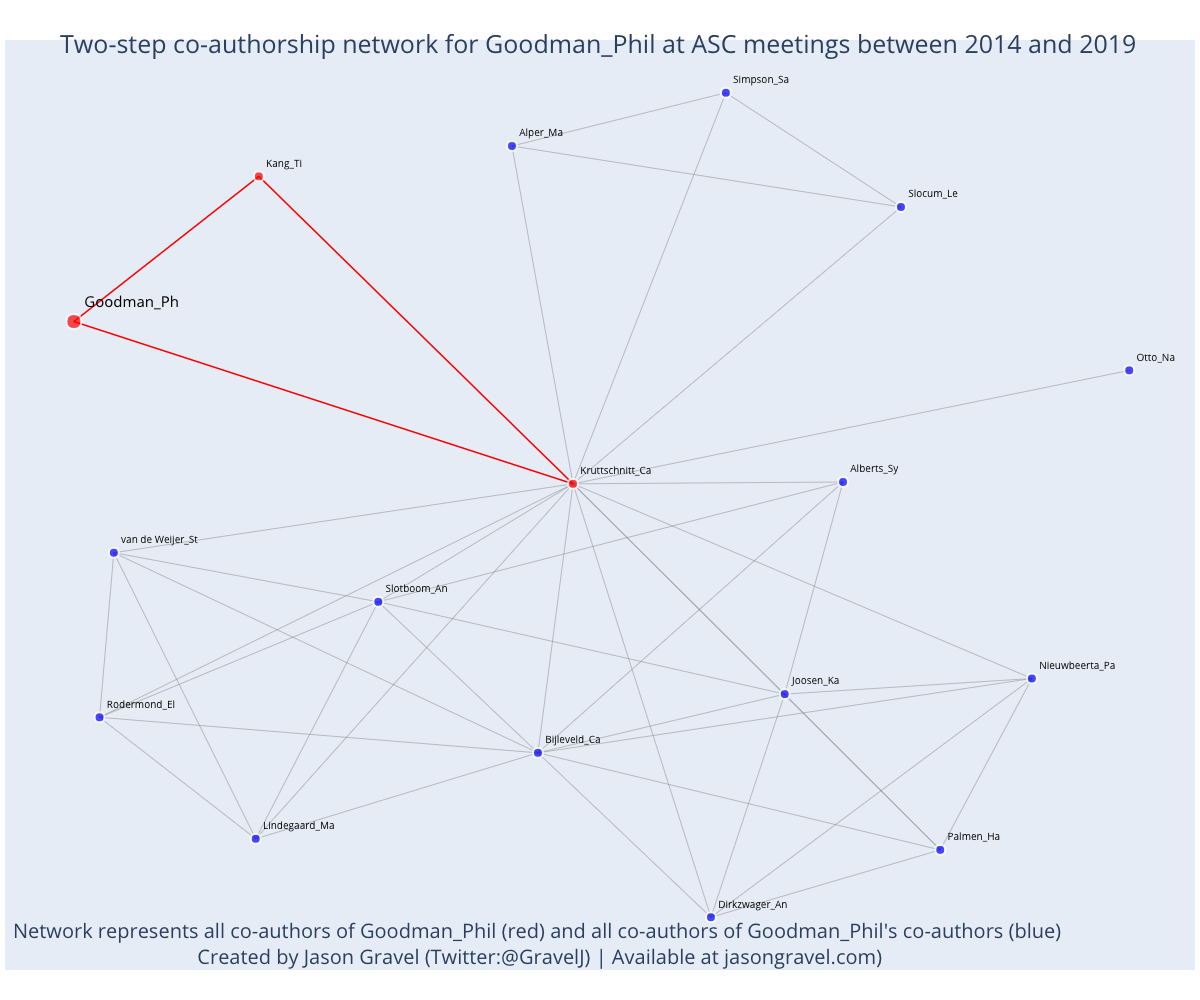 Two-step co-authorship network for Goodman_Phil at ASC meetings between 2014 and 2019
Simpson_Sa
Alper_Ma
Kang_Ti
Slocum_Le
Goodman_Ph
Otto_Na
Kruttschnitt_Ca
Alberts_Sy
van de Weijer_St
Slotboom_An
Nieuwbeerta_Pa
Joosen_Ka
Rodermond_El
Bijleveld_Ca
Lindegaard_Ma
Palmen_Ha
Dirkzwager_An
Network represents all co-authors of Goodman_Phil (red) and all co-authors of Goodman_Phil's co-authors (blue)
Created by Jason Gravel (Twitter:@GravelJ) | Available at jasongravel.com)